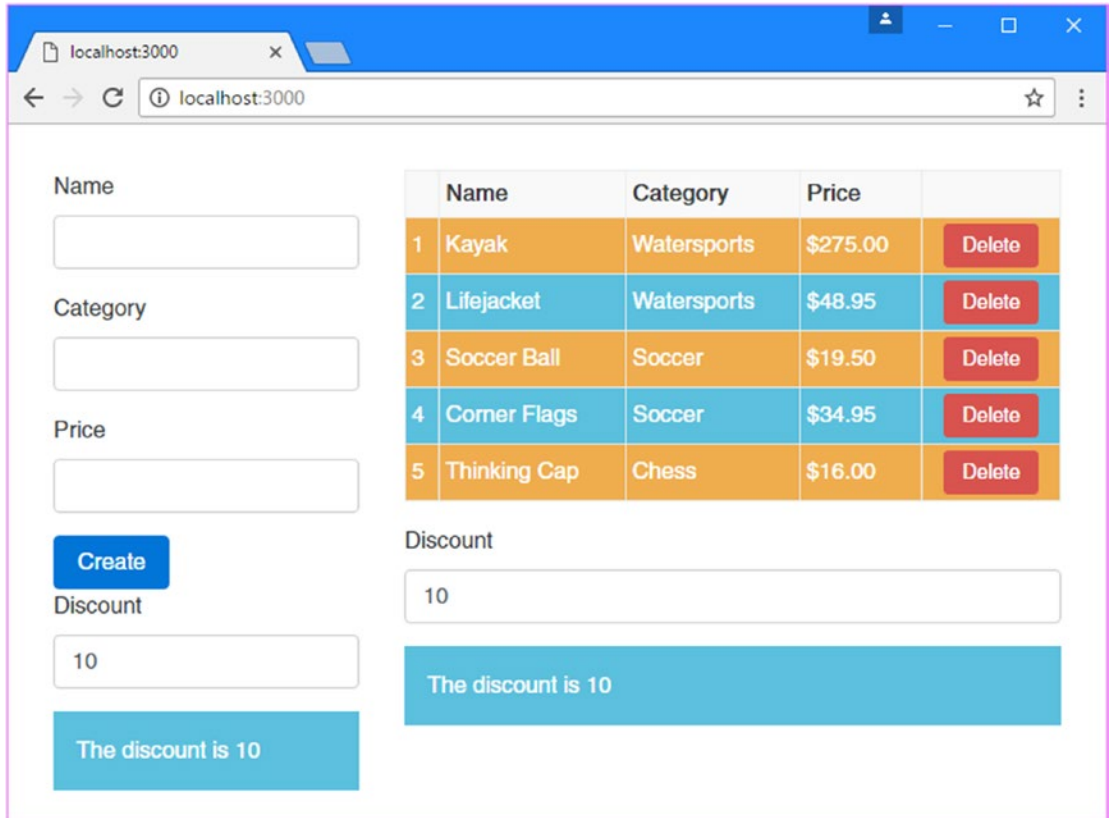 localhost:3000
localhost:3000
Name
Category
Price
Create
Discount
10
The discount is 10
Name Category Price
1 Kayak Watersports $275.00 Delete
2 Lifejacket Watersports $48.95 Delete
3 Soccer Ball Soccer $19.50 Delete
4 Corner Flags Soccer $34.95 Delete
5 Thinking Cap Chess $16.00 Delete
Discount
10
The discount is 10